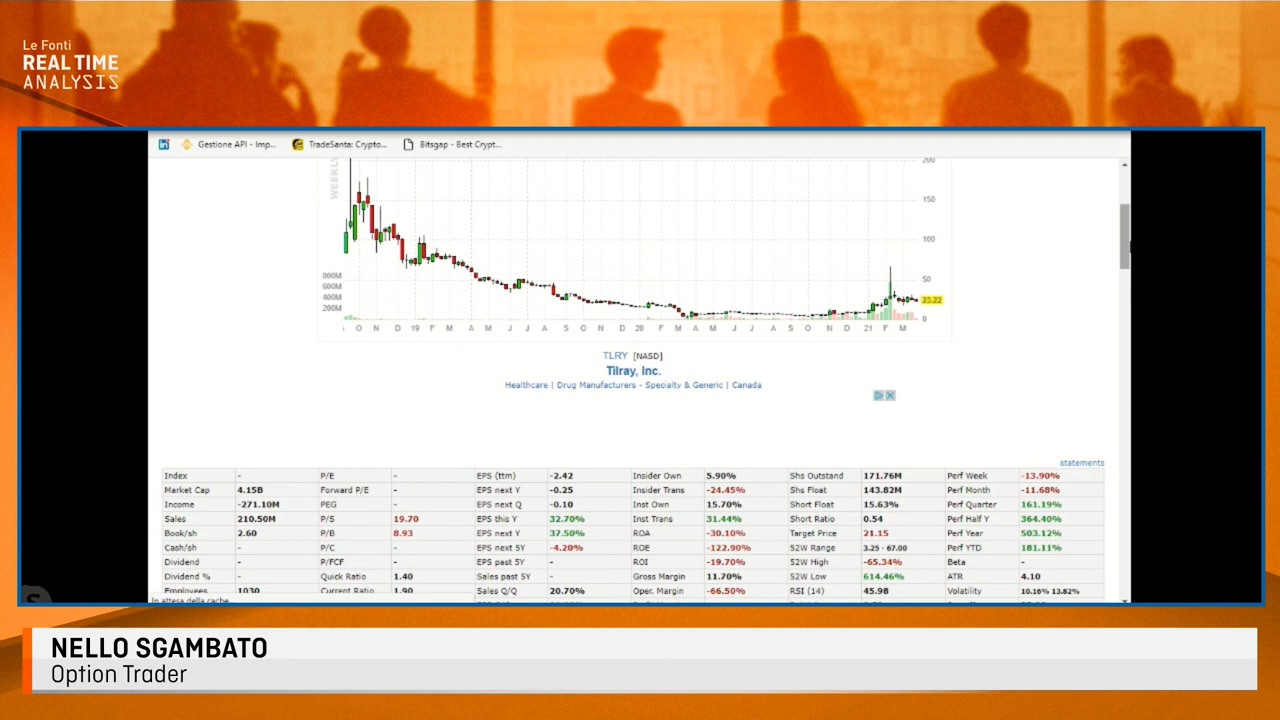 Le Fonti
REAL TIME
ANALYSIS
Gestione API - Imp...
TradeSanta: Crypto...
Bitsgap - Best Crypt...
WEEKLY
200
150
100
50
23.22
0
800M
600M
400M
200M
O N D 19 F M A M J J A S O N D 20 F M A M J J A S O N D 21 F M
TLRY [NASD]
Tilray, Inc.
Healthcare | Drug Manufacturers - Specialty & Generic | Canada
statements
Index - P/E - EPS (ttm) -2.42 Insider Own 5.90% Shs Outstand 171.76M Perf Week -13.90%
Market Cap 4.15B Forward P/E - EPS next Y -0.25 Insider Trans -24.45% Shs Float 143.82M Perf Month -11.68%
Income -271.10M PEG - EPS next Q -0.10 Inst Own 15.70% Short Float 15.63% Perf Quarter 161.19%
Sales 210.50M P/S 19.70 EPS this Y 32.70% Inst Trans 31.44% Short Ratio 0.54 Perf Half Y 364.40%
Book/sh 2.60 P/B 8.93 EPS next Y 37.50% ROA -30.10% Target Price 21.15 Perf Year 503.12%
Cash/sh - P/C - EPS next 5Y -4.20% ROE -122.90% 52W Range 3.25 - 67.00 Perf YTD 181.11%
Dividend - P/FCF - EPS past 5Y - ROI -19.70% 52W High -65.34% Beta -
Dividend % - Quick Ratio 1.40 Sales past 5Y - Gross Margin 11.70% 52W Low 614.46% ATR 4.10
Employees 1030 Current Ratio 1.90 Sales Q/Q 20.70% Oper. Margin -66.50% RSI (14) 45.98 Volatility 10.16% 13.82%
In attesa della cache
NELLO SGAMBATO
Option Trader